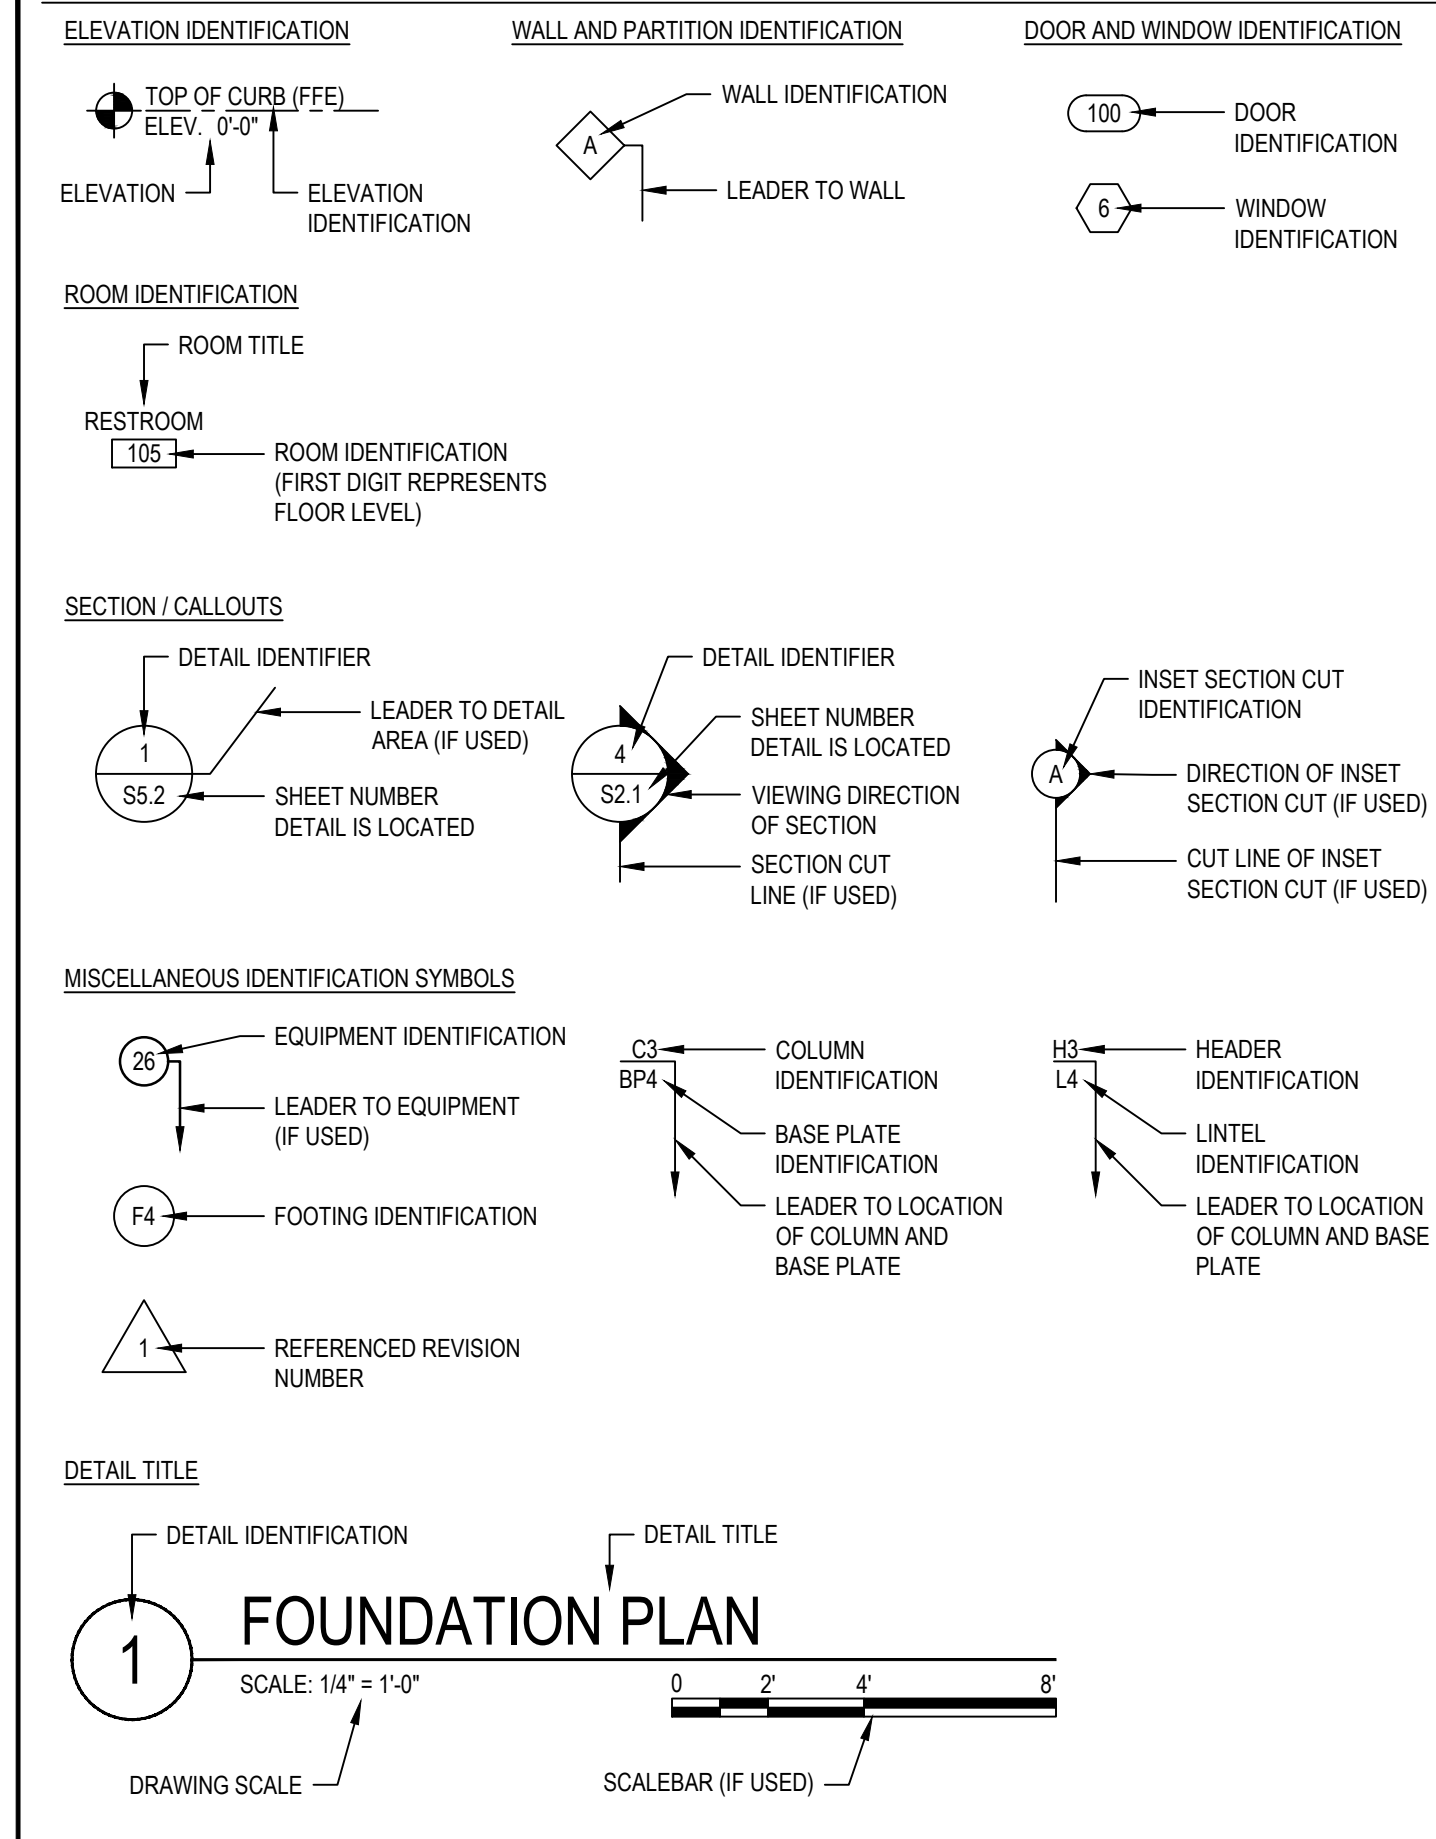 ELEVATION IDENTIFICATION
TOP OF CURB (FFE)
ELEV. 0'-0"
ELEVATION
ELEVATION
IDENTIFICATION
WALL AND PARTITION IDENTIFICATION
WALL IDENTIFICATION
A
LEADER TO WALL
DOOR AND WINDOW IDENTIFICATION
100
DOOR
IDENTIFICATION
6
WINDOW
IDENTIFICATION
ROOM IDENTIFICATION
ROOM TITLE
RESTROOM
105
ROOM IDENTIFICATION
(FIRST DIGIT REPRESENTS
FLOOR LEVEL)
SECTION / CALLOUTS
DETAIL IDENTIFIER
LEADER TO DETAIL
AREA (IF USED)
1
S5.2
SHEET NUMBER
DETAIL IS LOCATED
DETAIL IDENTIFIER
SHEET NUMBER
DETAIL IS LOCATED
4
S2.1
VIEWING DIRECTION
OF SECTION
SECTION CUT
LINE (IF USED)
INSET SECTION CUT
IDENTIFICATION
A
DIRECTION OF INSET
SECTION CUT (IF USED)
CUT LINE OF INSET
SECTION CUT (IF USED)
MISCELLANEOUS IDENTIFICATION SYMBOLS
EQUIPMENT IDENTIFICATION
26
LEADER TO EQUIPMENT
(IF USED)
F4
FOOTING IDENTIFICATION
1
REFERENCED REVISION
NUMBER
C3
BP4
COLUMN
IDENTIFICATION
BASE PLATE
IDENTIFICATION
LEADER TO LOCATION
OF COLUMN AND
BASE PLATE
H3
L4
HEADER
IDENTIFICATION
LINTEL
IDENTIFICATION
LEADER TO LOCATION
OF COLUMN AND BASE
PLATE
DETAIL TITLE
DETAIL IDENTIFICATION
DETAIL TITLE
1
FOUNDATION PLAN
SCALE: 1/4" = 1'-0"
0 2' 4' 8'
DRAWING SCALE
SCALEBAR (IF USED)